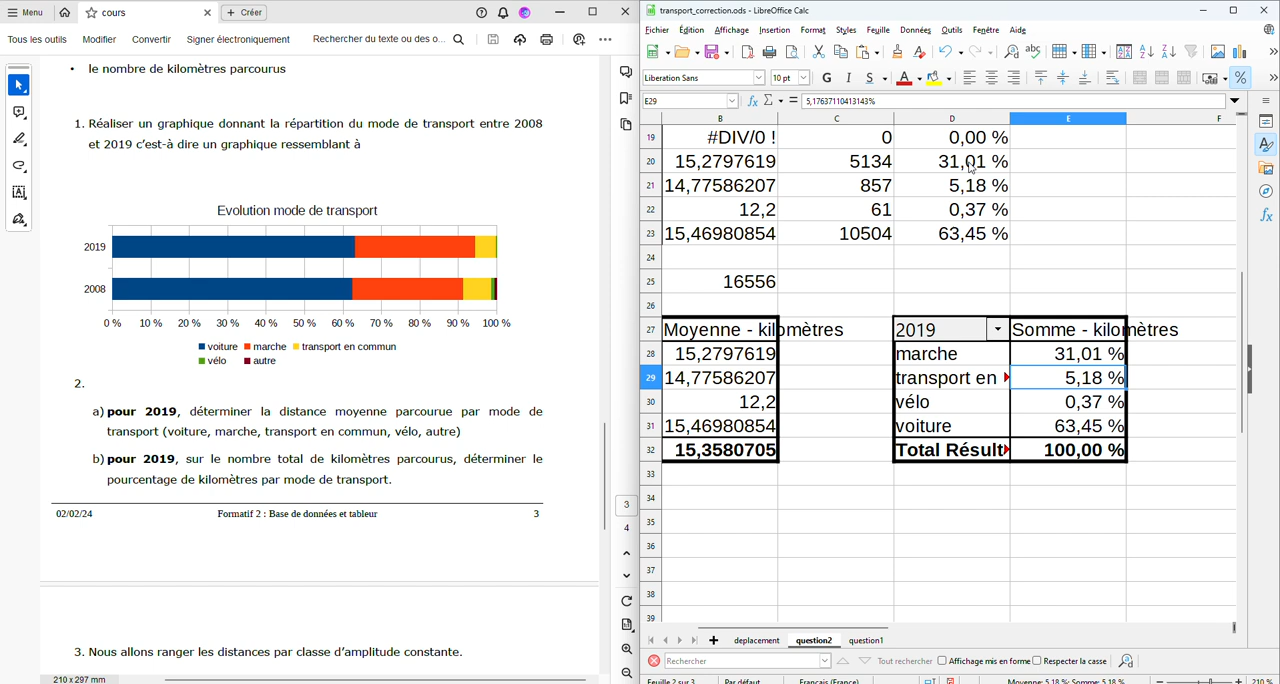 Menu
cours
Créer
Tous les outils Modifier Convertir Signer électroniquement Rechercher du texte ou des o...
• le nombre de kilomètres parcourus
1. Réaliser un graphique donnant la répartition du mode de transport entre 2008
et 2019 c'est-à dire un graphique ressemblant à
Evolution mode de transport
2019
2008
0 % 10 % 20 % 30 % 40 % 50 % 60 % 70 % 80 % 90 % 100 %
voiture marche transport en commun
vélo autre
2.
a) pour 2019, déterminer la distance moyenne parcourue par mode de
transport (voiture, marche, transport en commun, vélo, autre)
b) pour 2019, sur le nombre total de kilomètres parcourus, déterminer le
pourcentage de kilomètres par mode de transport.
02/02/24 Formatif 2 : Base de données et tableur 3
3. Nous allons ranger les distances par classe d'amplitude constante.
210 x 297 mm
3
4
transport_correction.ods - LibreOffice Calc
Fichier Édition Affichage Insertion Format Styles Feuille Données Outils Fenêtre Aide
Liberation Sans 10 pt G I S
E29 5,17637110413143%
B C D E F
19 #DIV/0 ! 0 0,00 %
20 15,2797619 5134 31,01 %
21 14,77586207 857 5,18 %
22 12,2 61 0,37 %
23 15,46980854 10504 63,45 %
24
25 16556
26
27 Moyenne - kilomètres 2019 Somme - kilomètres
28 15,2797619 marche 31,01 %
29 14,77586207 transport en 5,18 %
30 12,2 vélo 0,37 %
31 15,46980854 voiture 63,45 %
32 15,3580705 Total Résult 100,00 %
33
34
35
36
37
38
39
deplacement question2 question1
Rechercher Tout rechercher Affichage mis en forme Respecter la casse
Feuille 2 sur 3 Par défaut Français (France) Moyenne: 5,18 %; Somme: 5,18 % 210 %